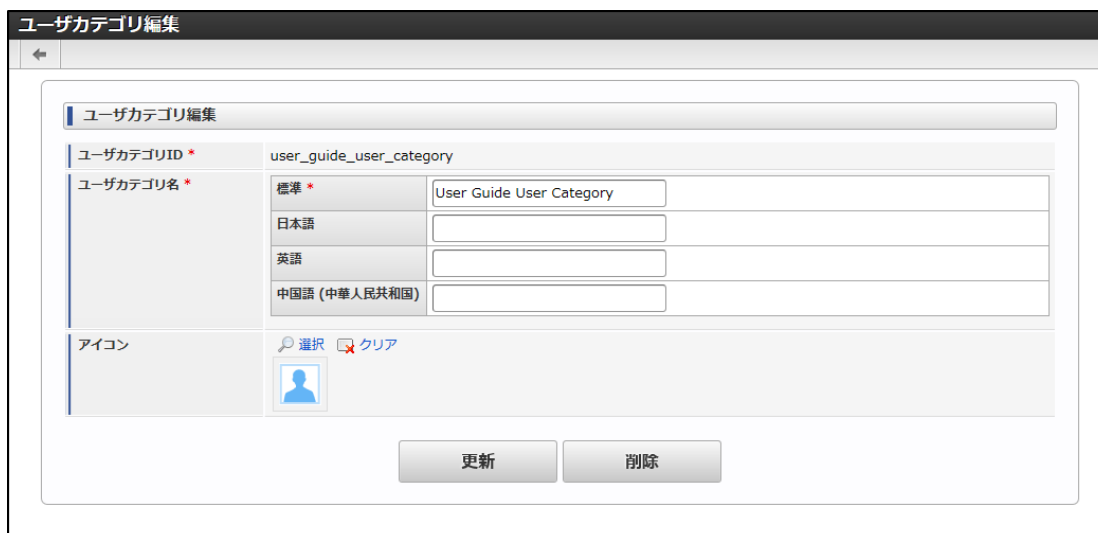 ユーザカテゴリ編集
ユーザカテゴリ編集
ユーザカテゴリID *
user_guide_user_category
ユーザカテゴリ名 *
標準 *
User Guide User Category
日本語
英語
中国語 (中華人民共和国)
アイコン
選択 クリア
更新 削除